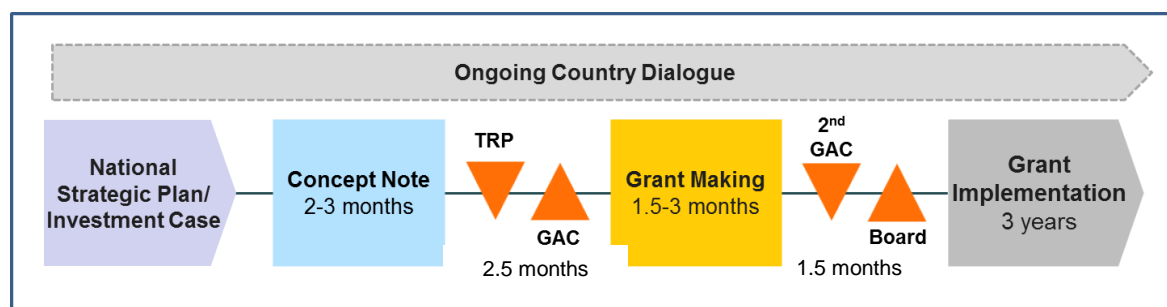 Ongoing Country Dialogue
National
Strategic Plan/
Investment Case
Concept Note
2-3 months
TRP
GAC
2.5 months
Grant Making
1.5-3 months
2nd
GAC
Board
1.5 months
Grant
Implementation
3 years